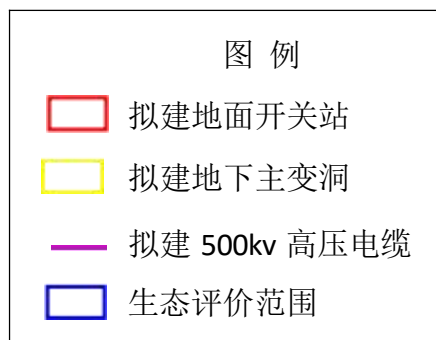 图 例
拟建地面开关站
拟建地下主变洞
拟建 500kv 高压电缆
生态评价范围